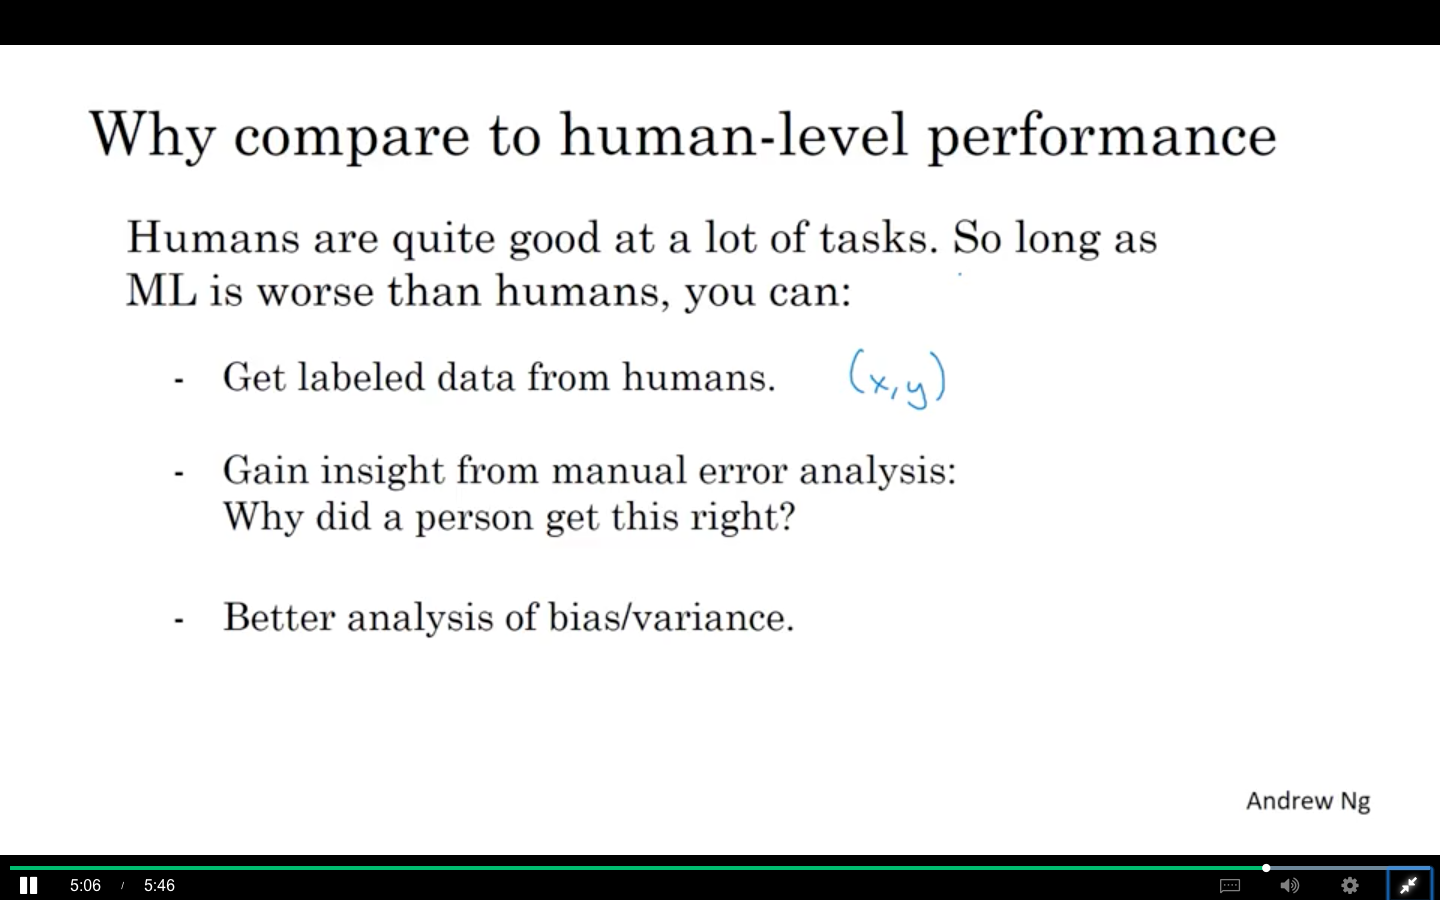 Why compare to human-level performance
Humans are quite good at a lot of tasks. So long as
ML is worse than humans, you can:
- Get labeled data from humans. (x,y)
- Gain insight from manual error analysis:
Why did a person get this right?
- Better analysis of bias/variance.
Andrew Ng
5:06 / 5:46